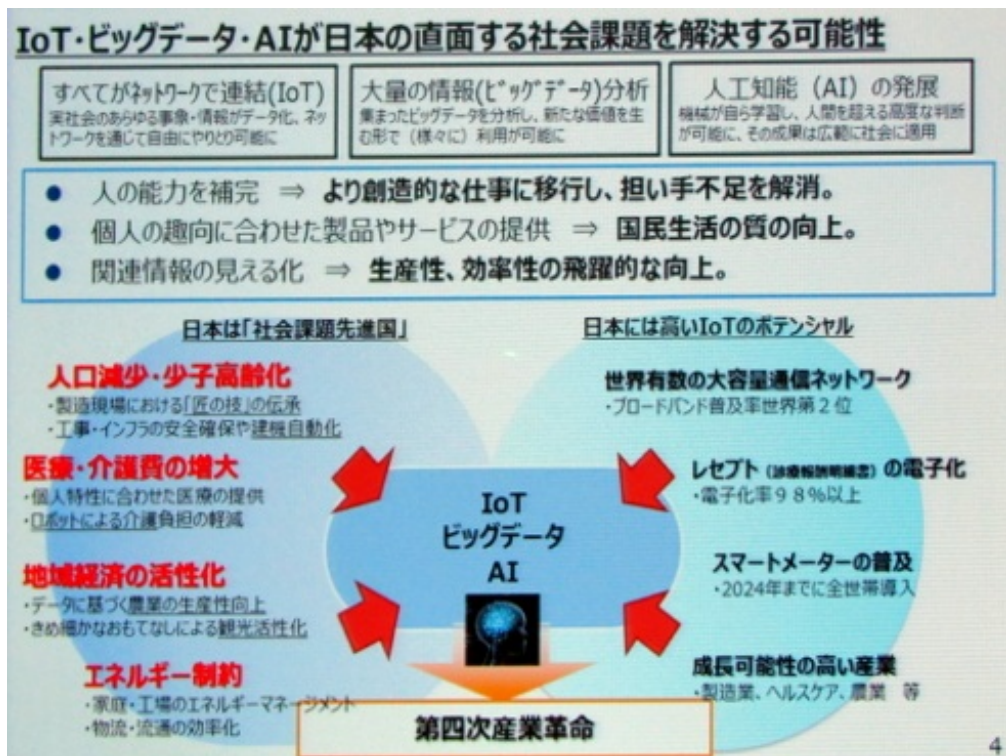 IoT・ビッグデータ・AIが日本の直面する社会課題を解決する可能性
すべてがネットワークで連結(IoT)
実社会のあらゆる事象・情報がデータ化、ネッ
トワークを通じて自由にやりとり可能に
大量の情報(ビッグデータ)分析
集まったビッグデータを分析し、新たな価値を生
む形で（様々に）利用が可能に
人工知能（AI）の発展
機械が自ら学習し、人間を超える高度な判断
が可能に、その成果は広範に社会に適用
● 人の能力を補完 ⇒ より創造的な仕事に移行し、担い手不足を解消。
● 個人の趣向に合わせた製品やサービスの提供 ⇒ 国民生活の質の向上。
● 関連情報の見える化 ⇒ 生産性、効率性の飛躍的な向上。
日本は「社会課題先進国」
人口減少・少子高齢化
・製造現場における「匠の技」の伝承
・工事・インフラの安全確保や建機自動化
医療・介護費の増大
・個人特性に合わせた医療の提供
・ロボットによる介護負担の軽減
地域経済の活性化
・データに基づく農業の生産性向上
・きめ細かなおもてなしによる観光活性化
エネルギー制約
・家庭・工場のエネルギーマネージメント
・物流・流通の効率化
IoT
ビッグデータ
AI
日本には高いIoTのポテンシャル
世界有数の大容量通信ネットワーク
・ブロードバンド普及率世界第２位
レセプト（診療報酬明細書）の電子化
・電子化率９８％以上
スマートメーターの普及
・2024年までに全世帯導入
成長可能性の高い産業
・製造業、ヘルスケア、農業 等
第四次産業革命
4